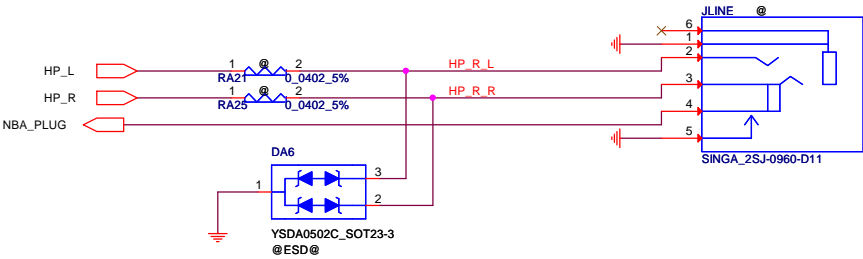 JLINE @
6
1
HP_L 1 @ 2 HP_R_L 2
RA21 0_0402_5%
HP_R 1 @ 2 HP_R_R 3
RA25 0_0402_5%
NBA_PLUG 4
5
DA6 SINGA_2SJ-0960-D11
3
1
2
YSDA0502C_SOT23-3
@ESD@